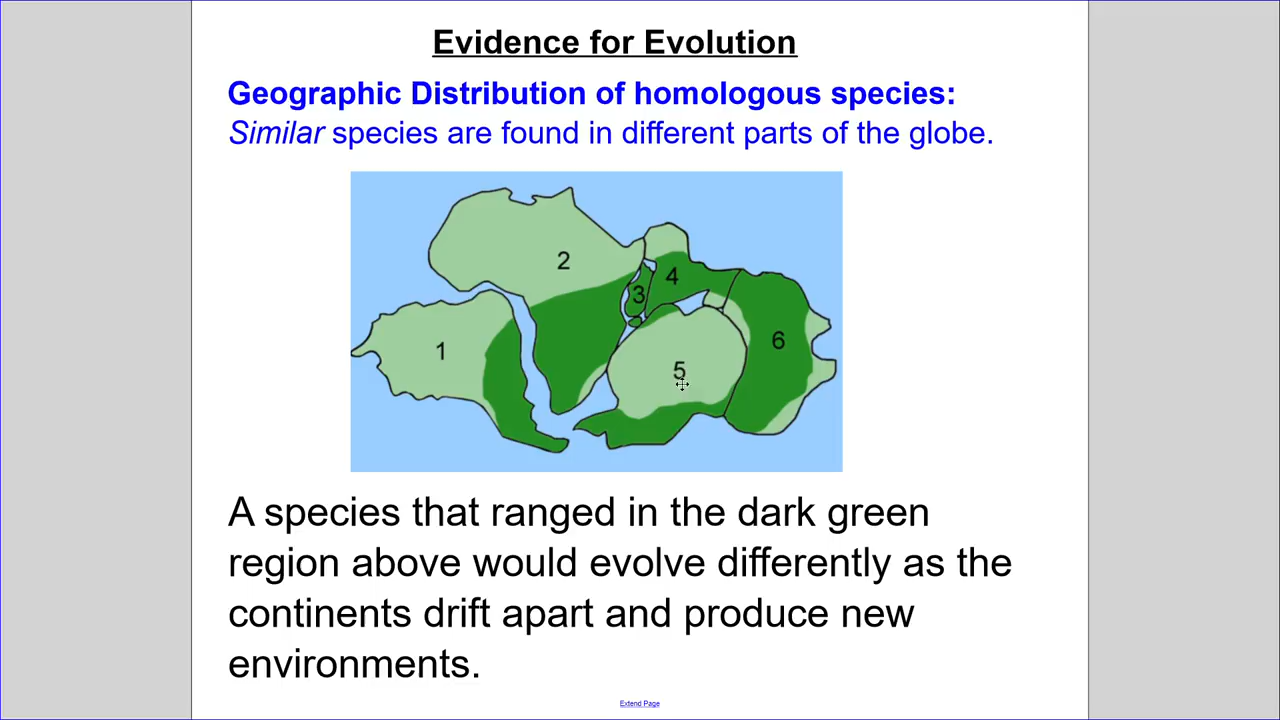 Evidence for Evolution
Geographic Distribution of homologous species:
Similar species are found in different parts of the globe.
2
4
3
6
1
5
A species that ranged in the dark green
region above would evolve differently as the
continents drift apart and produce new
environments.
Extend Page